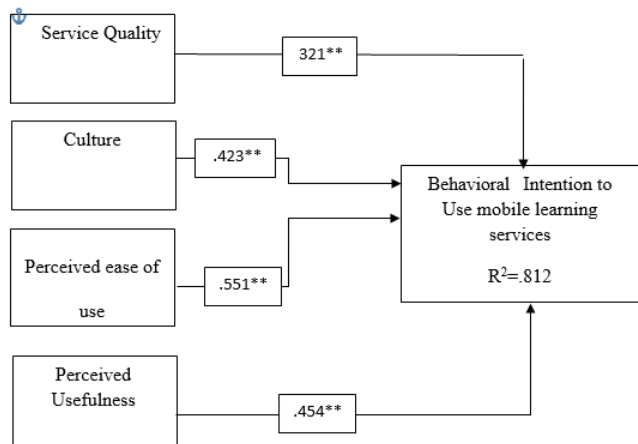 Service Quality
321**
Culture
.423**
Behavioral Intention to
Use mobile learning
services
R²=.812
Perceived ease of
use
.551**
Perceived
Usefulness
.454**